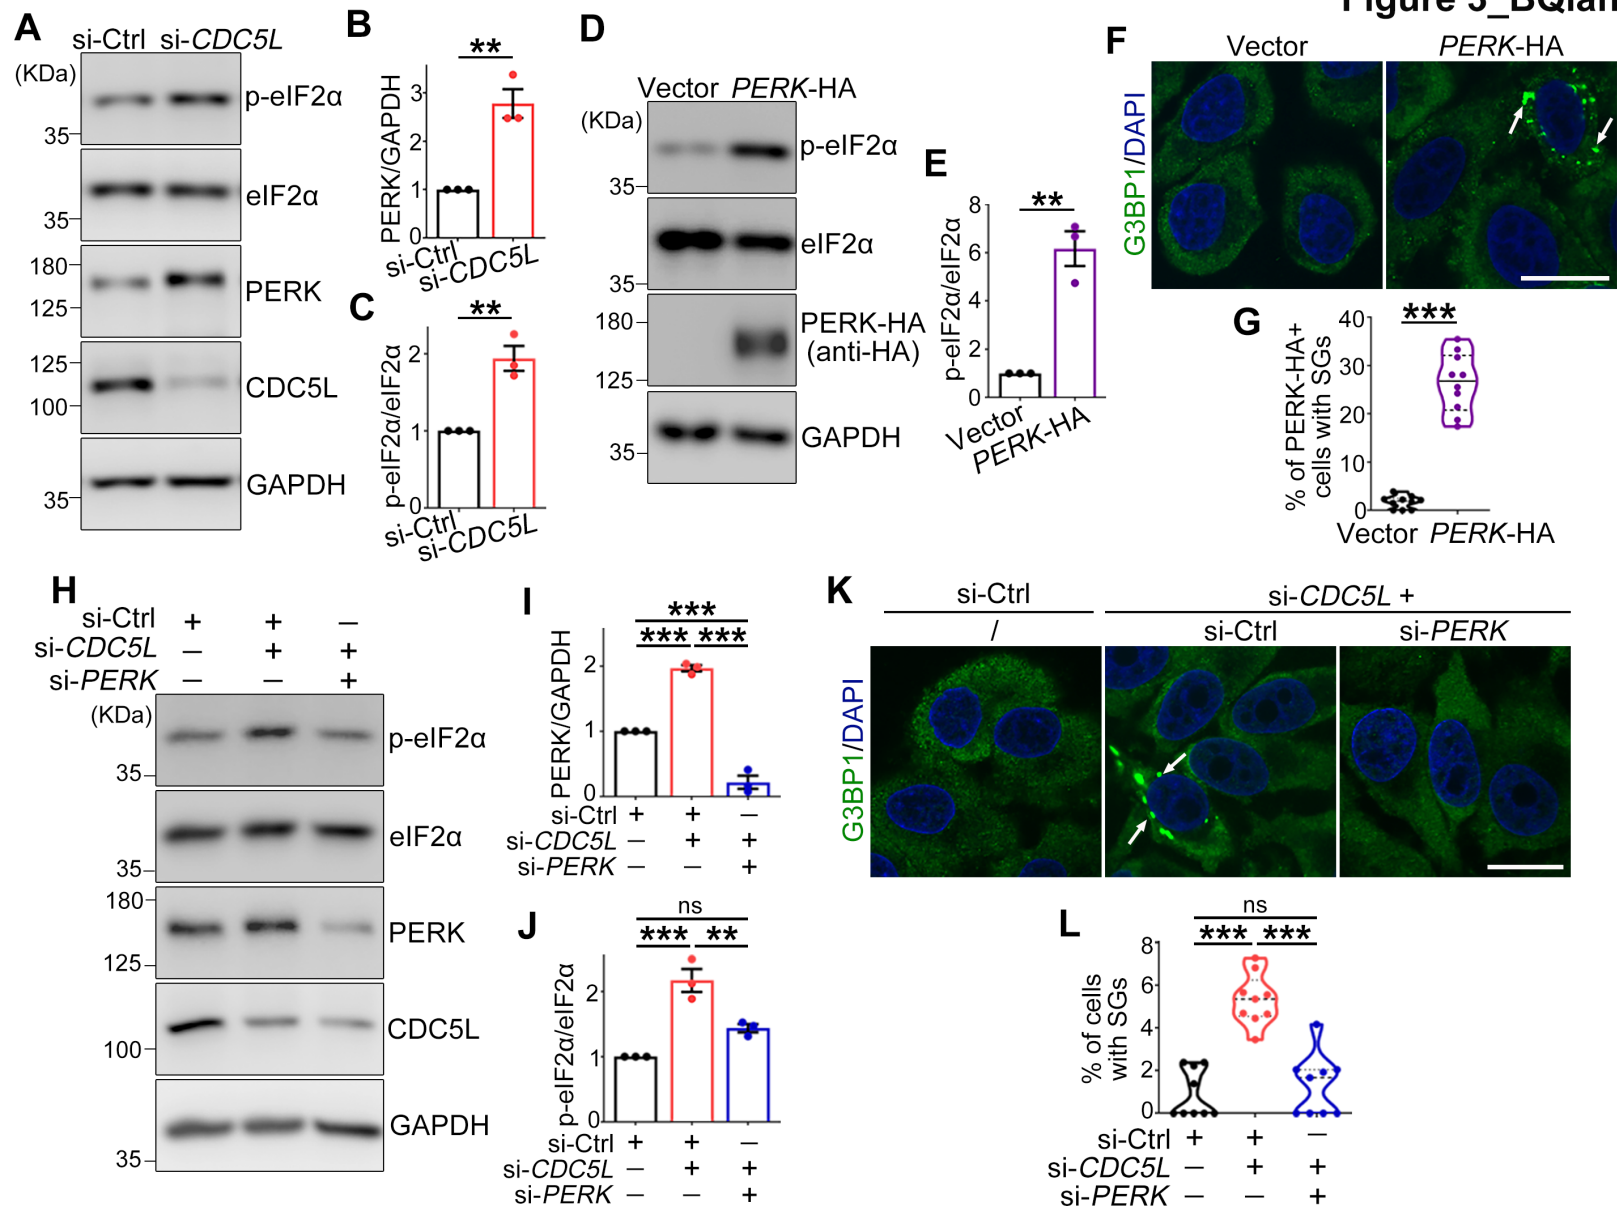 Figure 3_BQian
A
si-Ctrl si-CDC5L
(KDa)
p-eIF2α
35
eIF2α
35
180
PERK
125
125
CDC5L
100
GAPDH
35
B
**
PERK/GAPDH
3
2
1
0
si-Ctrl
si-CDC5L
C
**
p-eIF2α/eIF2α
2
1
0
si-Ctrl
si-CDC5L
D
Vector PERK-HA
(KDa)
p-eIF2α
35
eIF2α
35
180
PERK-HA
(anti-HA)
125
GAPDH
35
E
**
p-eIF2α/eIF2α
8
6
4
2
0
Vector
PERK-HA
F
Vector PERK-HA
G3BP1/DAPI
G
***
% of PERK-HA+
cells with SGs
40
30
20
10
0
Vector PERK-HA
H
si-Ctrl + + –
si-CDC5L – + +
si-PERK – – +
(KDa)
p-eIF2α
35
eIF2α
35
180
PERK
125
CDC5L
100
GAPDH
35
I
***
*** ***
PERK/GAPDH
2
1
0
si-Ctrl + + –
si-CDC5L – + +
si-PERK – – +
J
ns
*** **
p-eIF2α/eIF2α
2
1
0
si-Ctrl + + –
si-CDC5L – + +
si-PERK – – +
K
si-Ctrl si-CDC5L +
/ si-Ctrl si-PERK
G3BP1/DAPI
L
ns
*** ***
% of cells
with SGs
8
6
4
2
0
si-Ctrl + + –
si-CDC5L – + +
si-PERK – – +